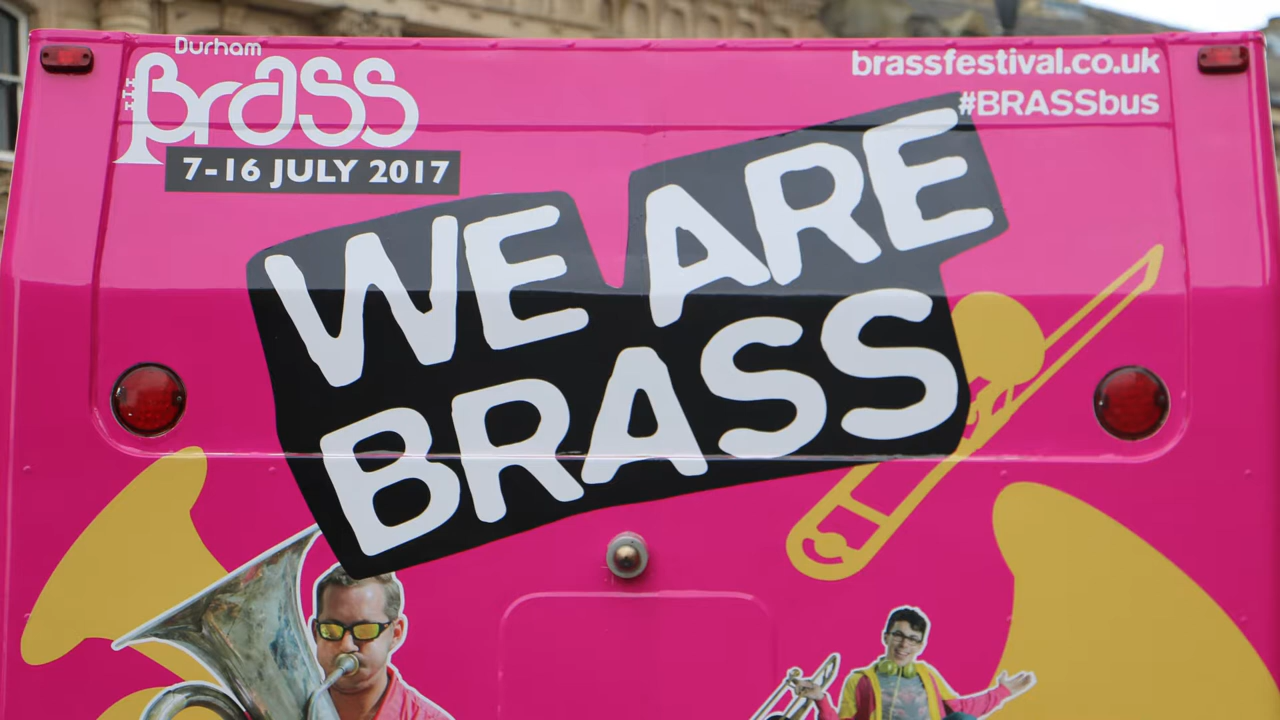 Durham
Brass
7-16 JULY 2017
brassfestival.co.uk
#BRASSbus
WE ARE
BRASS